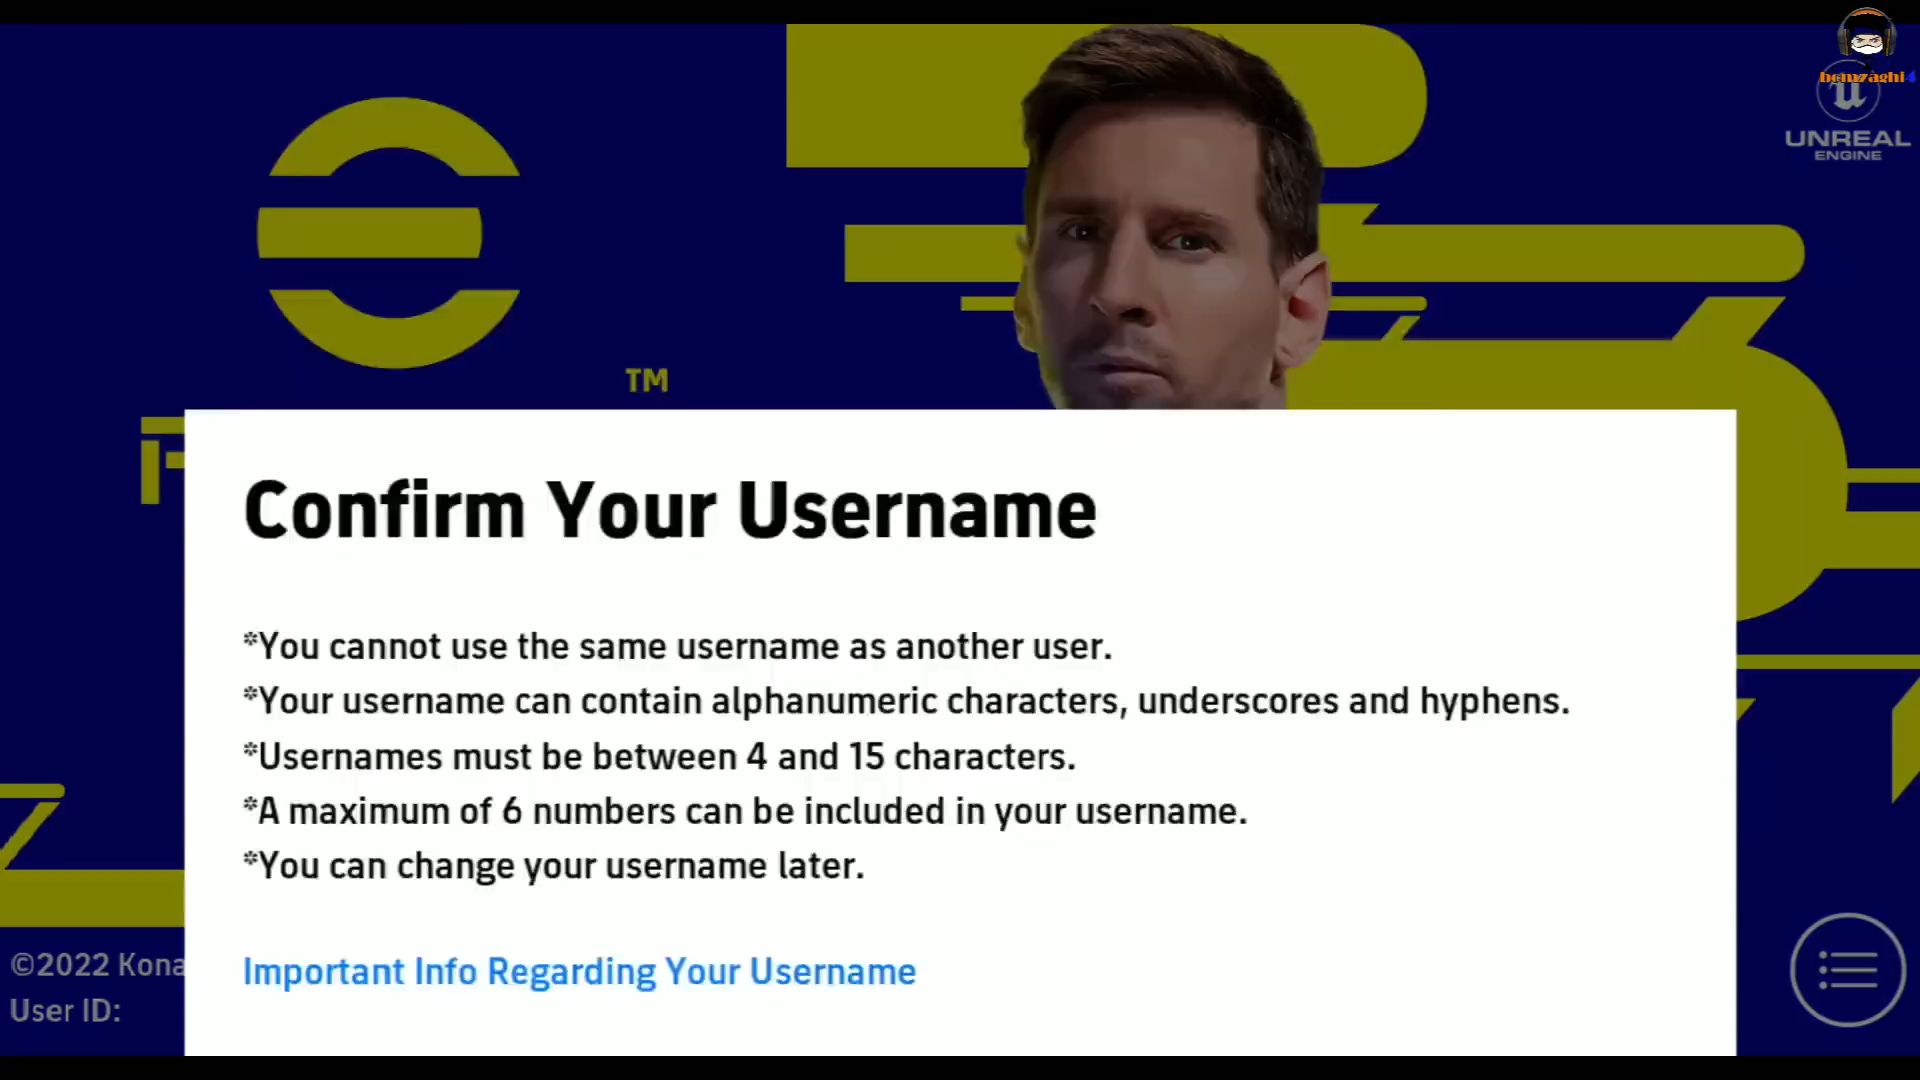 bomzaghi4
UNREAL
ENGINE
TM
Confirm Your Username
*You cannot use the same username as another user.
*Your username can contain alphanumeric characters, underscores and hyphens.
*Usernames must be between 4 and 15 characters.
*A maximum of 6 numbers can be included in your username.
*You can change your username later.
Important Info Regarding Your Username
©2022 Kona
User ID: